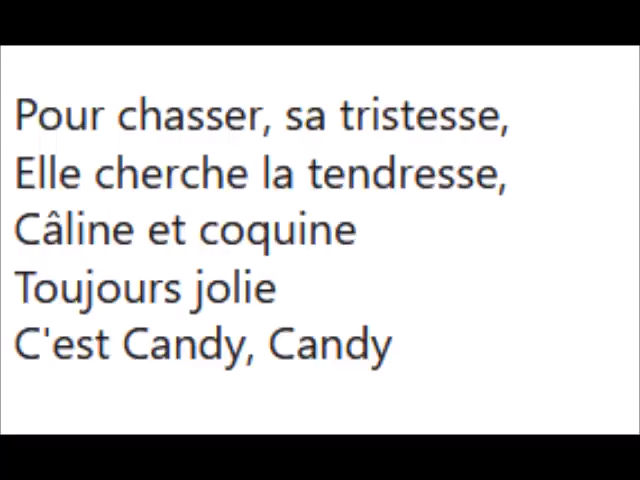 Pour chasser, sa tristesse,
Elle cherche la tendresse,
Câline et coquine
Toujours jolie
C'est Candy, Candy